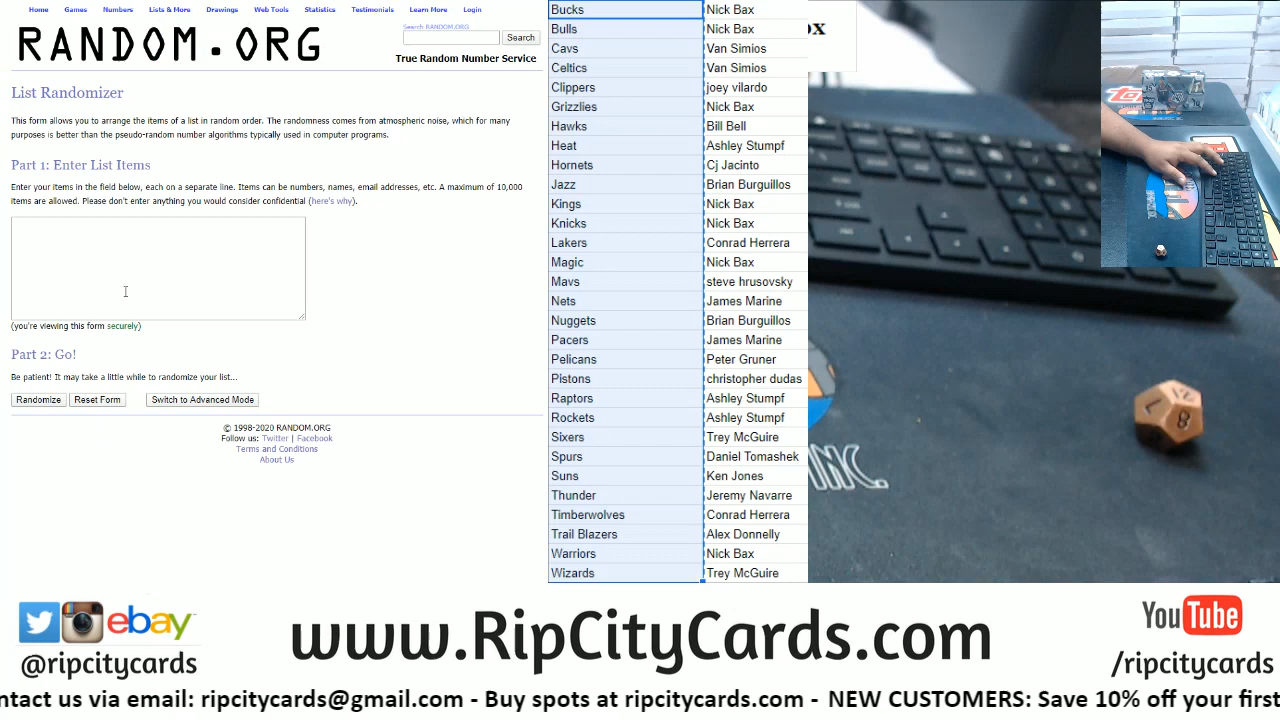 Home Games Numbers Lists & More Drawings Web Tools Statistics Testimonials Learn More Login
RANDOM.ORG
Search RANDOM.ORG
Search
True Random Number Service
List Randomizer
This form allows you to arrange the items of a list in random order. The randomness comes from atmospheric noise, which for many
purposes is better than the pseudo-random number algorithms typically used in computer programs.
Part 1: Enter List Items
Enter your items in the field below, each on a separate line. Items can be numbers, names, email addresses, etc. A maximum of 10,000
items are allowed. Please don't enter anything you would consider confidential (here's why).
(you're viewing this form securely)
Part 2: Go!
Be patient! It may take a little while to randomize your list...
Randomize Reset Form Switch to Advanced Mode
© 1998-2020 RANDOM.ORG
Follow us: Twitter | Facebook
Terms and Conditions
About Us
Bucks Nick Bax
Bulls Nick Bax
Cavs Van Simios
Celtics Van Simios
Clippers joey vilardo
Grizzlies Nick Bax
Hawks Bill Bell
Heat Ashley Stumpf
Hornets Cj Jacinto
Jazz Brian Burguillos
Kings Nick Bax
Knicks Nick Bax
Lakers Conrad Herrera
Magic Nick Bax
Mavs steve hrusovsky
Nets James Marine
Nuggets Brian Burguillos
Pacers James Marine
Pelicans Peter Gruner
Pistons christopher dudas
Raptors Ashley Stumpf
Rockets Ashley Stumpf
Sixers Trey McGuire
Spurs Daniel Tomashek
Suns Ken Jones
Thunder Jeremy Navarre
Timberwolves Conrad Herrera
Trail Blazers Alex Donnelly
Warriors Nick Bax
Wizards Trey McGuire
ox
INC.
7 8
ebay
@ripcitycards
www.RipCityCards.com
YouTube
/ripcitycards
ntact us via email: ripcitycards@gmail.com - Buy spots at ripcitycards.com - NEW CUSTOMERS: Save 10% off your first